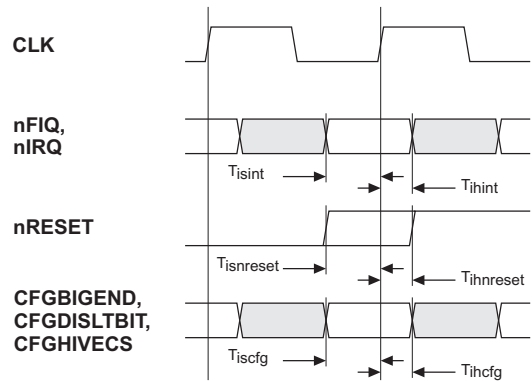 CLK
nFIQ,
nIRQ
Tisint
Tihint
nRESET
Tisnreset
Tihnreset
CFGBIGEND,
CFGDISLTBIT,
CFGHIVECS
Tiscfg
Tihcfg